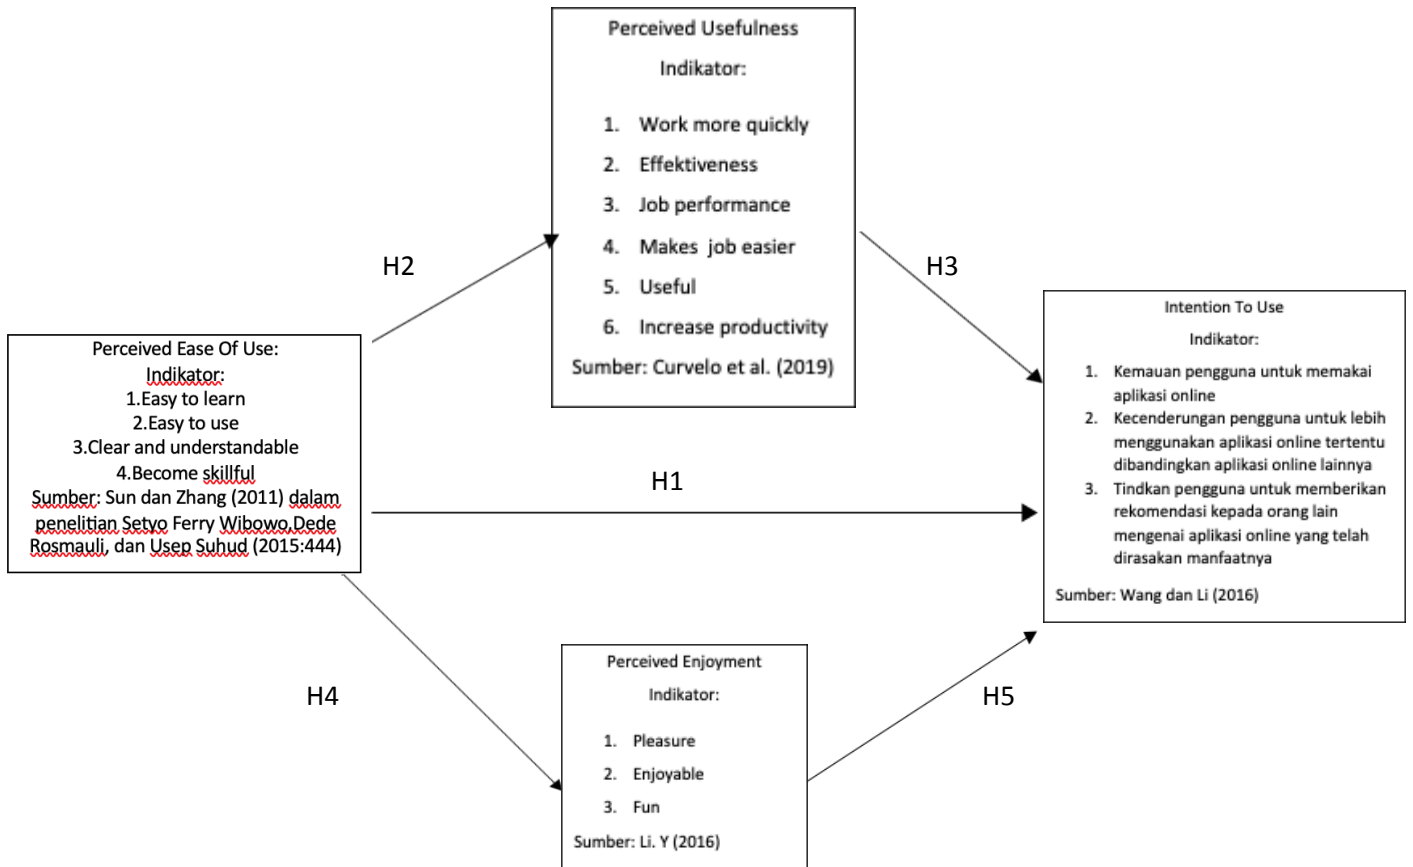 Perceived Usefulness
Indikator:
1. Work more quickly
2. Effektiveness
3. Job performance
4. Makes job easier
5. Useful
6. Increase productivity
Sumber: Curvelo et al. (2019)
H2
H3
Perceived Ease Of Use:
Indikator:
1.Easy to learn
2.Easy to use
3.Clear and understandable
4.Become skillful
Sumber: Sun dan Zhang (2011) dalam
penelitian Setyo Ferry Wibowo,Dede
Rosmauli, dan Usep Suhud (2015:444)
H1
Intention To Use
Indikator:
1. Kemauan pengguna untuk memakai
aplikasi online
2. Kecenderungan pengguna untuk lebih
menggunakan aplikasi online tertentu
dibandingkan aplikasi online lainnya
3. Tindkan pengguna untuk memberikan
rekomendasi kepada orang lain
mengenai aplikasi online yang telah
dirasakan manfaatnya
Sumber: Wang dan Li (2016)
H4
Perceived Enjoyment
Indikator:
1. Pleasure
2. Enjoyable
3. Fun
Sumber: Li. Y (2016)
H5